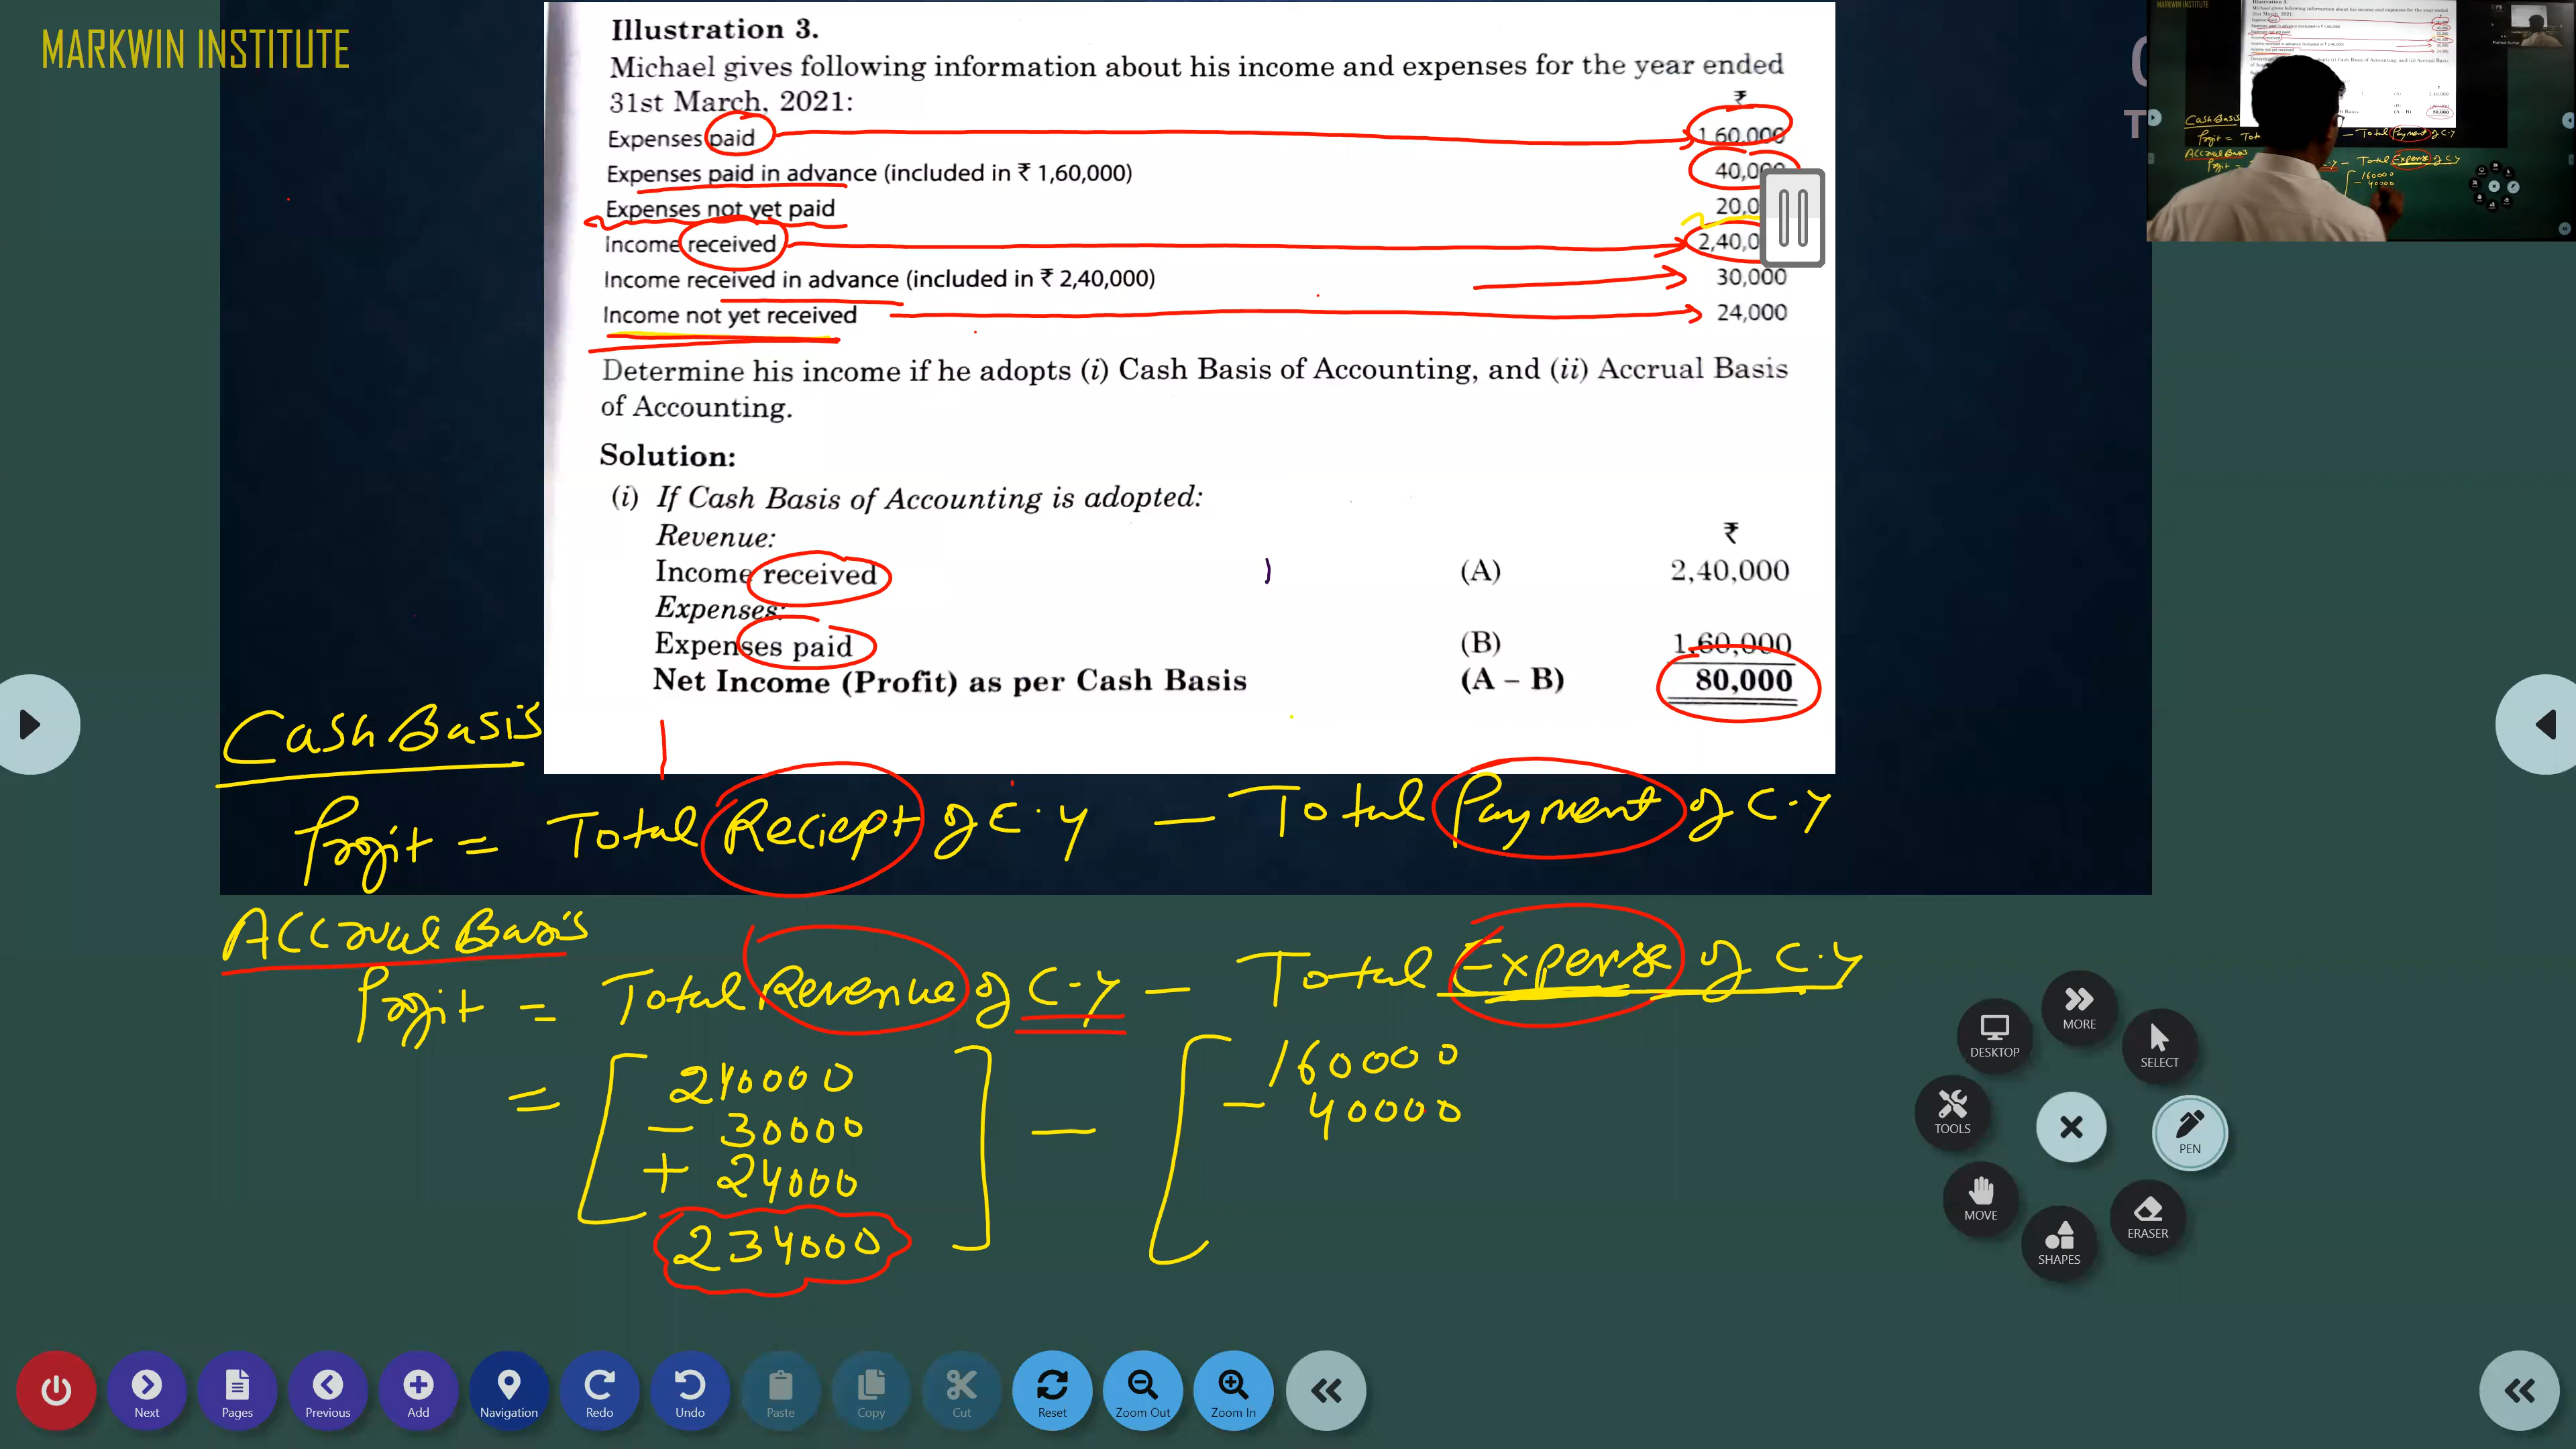 MARKWIN INSTITUTE
Illustration 3.
Michael gives following information about his income and expenses for the year ended
31st March, 2021:
₹
Expenses paid 1,60,000
Expenses paid in advance (included in ₹ 1,60,000) 40,0
Expenses not yet paid 20,0
Income received 2,40,0
Income received in advance (included in ₹ 2,40,000) 30,000
Income not yet received 24,000
Determine his income if he adopts (i) Cash Basis of Accounting, and (ii) Accrual Basis
of Accounting.
Solution:
(i) If Cash Basis of Accounting is adopted:
Revenue: ₹
Income received (A) 2,40,000
Expenses:
Expenses paid (B) 1,60,000
Net Income (Profit) as per Cash Basis (A – B) 80,000
Cash Basis
Profit = Total Reciept of C.Y — Total Payment of C-Y
Accrual Basis
Profit = Total Revenue of C-Y — Total Expense of C.Y
= [ 240000 ] — [ 160000
— 30000 — 40000
+ 24000
234000
MORE
DESKTOP
SELECT
TOOLS
PEN
MOVE
ERASER
SHAPES
Next Pages Previous Add Navigation Redo Undo Paste Copy Cut Reset Zoom Out Zoom In